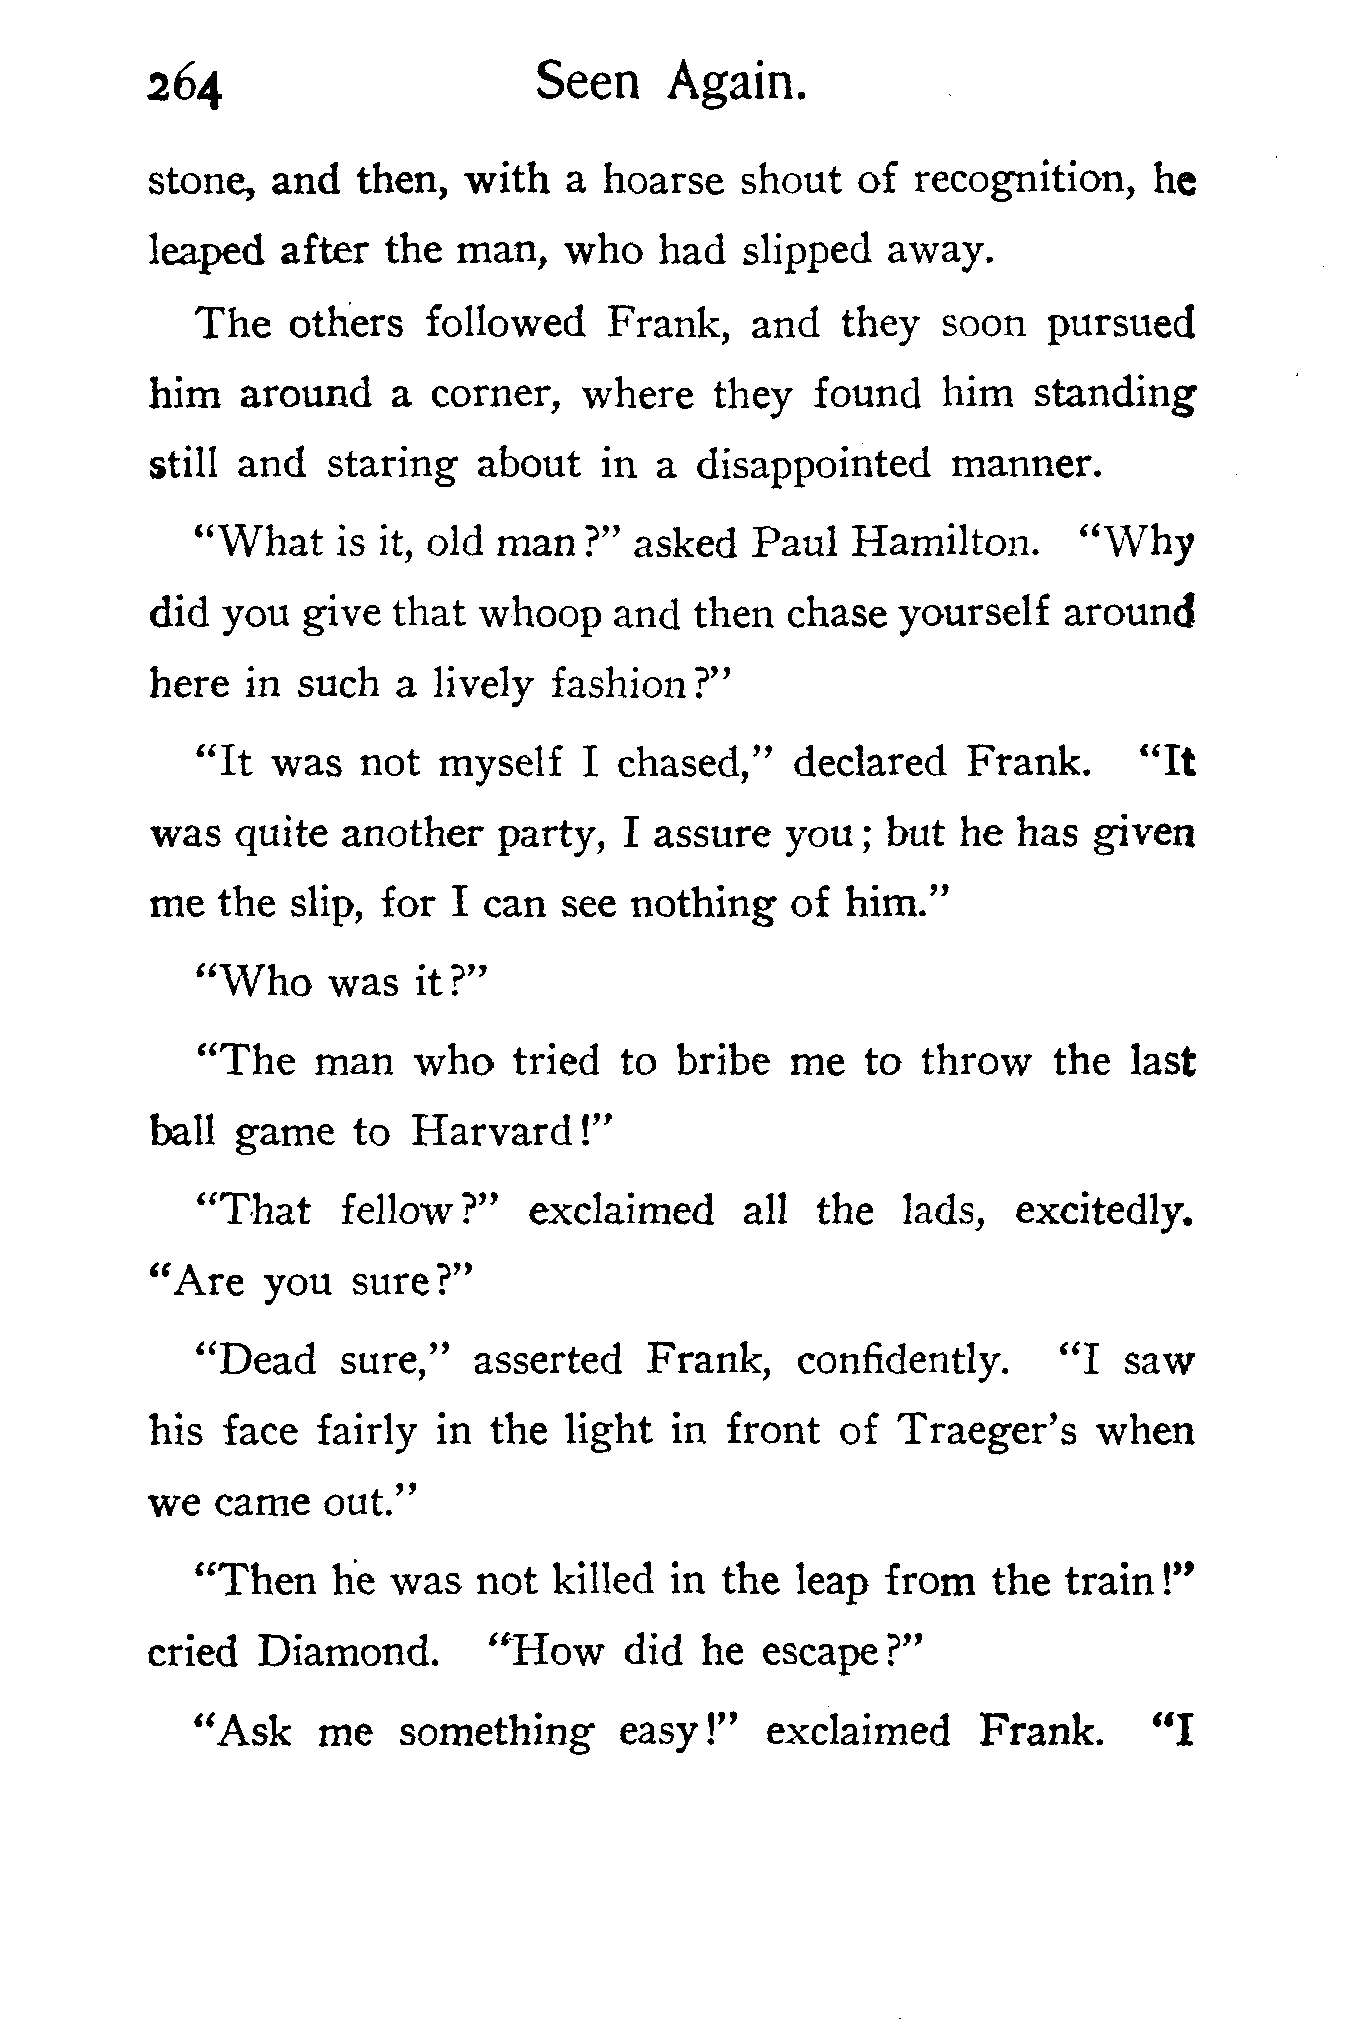 264 Seen Again.
stone, and then, with a hoarse shout of recognition, he
leaped after the man, who had slipped away.
The others followed Frank, and they soon pursued
him around a corner, where they found him standing
still and staring about in a disappointed manner.
“What is it, old man?” asked Paul Hamilton. “Why
did you give that whoop and then chase yourself around
here in such a lively fashion?”
“It was not myself I chased,” declared Frank. “It
was quite another party, I assure you; but he has given
me the slip, for I can see nothing of him.”
“Who was it?”
“The man who tried to bribe me to throw the last
ball game to Harvard!”
“That fellow?” exclaimed all the lads, excitedly.
“Are you sure?”
“Dead sure,” asserted Frank, confidently. “I saw
his face fairly in the light in front of Traeger’s when
we came out.”
“Then he was not killed in the leap from the train!”
cried Diamond. “How did he escape?”
“Ask me something easy!” exclaimed Frank. “I